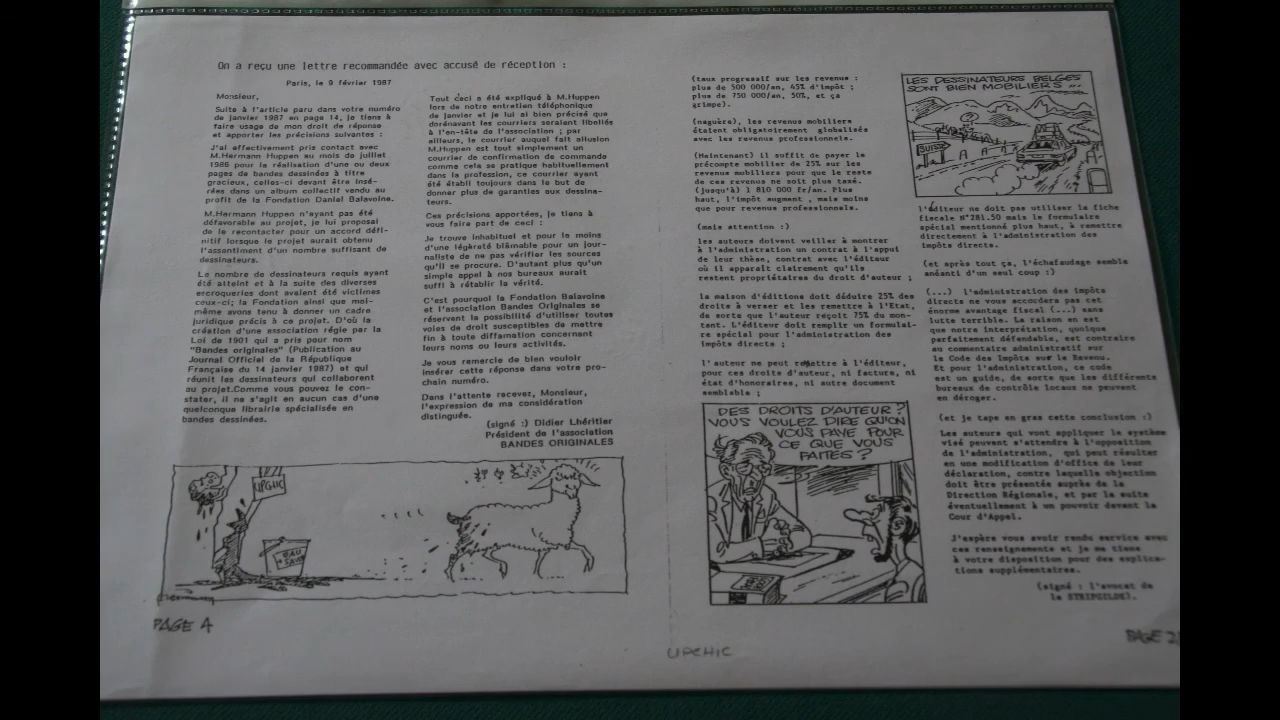 On a reçu une lettre recommandée avec accusé de réception :
Paris, le 9 février 1987
Monsieur,
Suite à l'article paru dans votre numéro
de janvier 1987 en page 14, je tiens à
faire usage de mon droit de réponse
et apporter les précisions suivantes :
J'ai effectivement pris contact avec
M.Hermann Huppen au mois de juillet
1986 pour la réalisation d'une ou deux
pages de bandes dessinées à titre
gracieux, celles-ci devant être insé-
rées dans un album collectif vendu au
profit de la Fondation Danial Balavoine.
M.Hermann Huppen n'ayant pas été
défavorable au projet, je lui proposai
de le recontacter pour un accord défi-
nitif lorsque le projet aurait obtenu
l'assentiment d'un nombre suffisant de
dessinateurs.
Le nombre de dessinateurs requis ayant
été atteint et à la suite des diverses
escroqueries dont avaient été victimes
ceux-ci; la Fondation ainsi que moi-
même avons tenu à donner un cadre
juridique précis à ce projet. D'où la
création d'une association régie par la
Loi de 1901 qui a pris pour nom
"Bandes originales" (Publication au
Journal Officiel de la République
Française du 14 janvier 1987) et qui
réunit les dessinateurs qui collaborent
au projet.Comme vous pouvez le con-
stater, il ne s'agit en aucun cas d'une
quelconque librairie spécialisée en
bandes dessinées.
Tout ceci a été expliqué à M.Huppen
lors de notre entretien téléphonique
de janvier et je lui ai bien précisé que
dorénavant les courriers seraient libellés
à l'en-tête de l'association ; par
ailleurs, le courrier auquel fait allusion
M.Huppen est tout simplement un
courrier de confirmation de commande
comme cela se pratique habituellement
dans la profession, ce courrier ayant
été établi toujours dans le but de
donner plus de garanties aux dessina-
teurs.
Ces précisions apportées, je tiens à
vous faire part de ceci :
Je trouve inhabituel et pour le moins
d'une légèreté blâmable pour un jour-
naliste de ne pas vérifier les sources
qu'il se procure. D'autant plus qu'un
simple appel à nos bureaux aurait
suffi à rétablir la vérité.
C'est pourquoi la Fondation Balavoine
et l'association Bandes Originales se
réservent la possibilité d'utiliser toutes
voies de droit susceptibles de mettre
fin à toute diffamation concernant
leurs noms ou leurs activités.
Je vous remercie de bien vouloir
insérer cette réponse dans votre pro-
chain numéro.
Dans l'attente recevez, Monsieur,
l'expression de ma considération
distinguée.
(signé :) Didier Lhéritier
Président de l'association
BANDES ORIGINALES
UPCHIC
BAU
SAV
PAGE 4
(taux progressif sur les revenus :
plus de 500 000/an, 45% d'impôt ;
plus de 750 000/an, 50%, et ça
grimpe).
(naguère), les revenus mobiliers
étaient obligatoirement globalisés
avec les revenus professionnels.
(Maintenant) il suffit de payer le
précompte mobilier de 25% sur les
revenus mobiliers pour que le reste
de ces revenus ne soit plus taxé.
(jusqu'à) 1 810 000 fr/an. Plus
haut, l'impôt augment , mais moins
que pour revenus professionnels.
(mais attention :)
les auteurs doivent veiller à montrer
à l'administration un contrat à l'appui
de leur thèse, contrat avec l'éditeur
où il apparaît clairement qu'ils
restent propriétaires du droit d'auteur ;
la maison d'éditions doit déduire 25% des
droits à verser et les remettre à l'Etat,
de sorte que l'auteur reçoit 75% du mon-
tant. L'éditeur doit remplir un formulai-
re spécial pour l'administration des
impôts directs ;
l'auteur ne peut remettre à l'éditeur,
pour ces droits d'auteur, ni facture, ni
état d'honoraires, ni autre document
semblable ;
DES DROITS D'AUTEUR ?
VOUS VOULEZ DIRE QU'ON
VOUS PAYE POUR
CE QUE VOUS
FAITES ?
LES DESSINATEURS BELGES
SONT BIEN MOBILIERS ...
SUISSE
l'éditeur ne doit pas utiliser la fiche
fiscale N°281.50 mais le formulaire
spécial mentionné plus haut, à remettre
directement à l'administration des
impôts directs.
(et après tout ça, l'échafaudage semble
anéanti d'un seul coup :)
(...) l'administration des impôts
directs ne vous accordera pas cet
énorme avantage fiscal (...) sans
lutte terrible. La raison en est
que notre interprétation, quoique
parfaitement défendable, est contraire
au commentaire administratif sur
le Code des Impôts sur le Revenu.
Et pour l'administration, ce code
est un guide, de sorte que les différents
bureaux de contrôle locaux ne peuvent
en déroger.
(et je tape en gras cette conclusion :)
Les auteurs qui vont appliquer le système
visé peuvent s'attendre à l'opposition
de l'administration, qui peut résulter
en une modification d'office de leur
déclaration, contre laquelle objection
doit être présentée auprès de la
Direction Régionale, et par la suite
éventuellement à un pouvoir devant la
Cour d'Appel.
J'espère vous avoir rendu service avec
ces renseignements et je me tiens
à votre disposition pour des explica-
tions supplémentaires.
(signé : l'avocat de
la STRIPGILDE).
UPCHIC